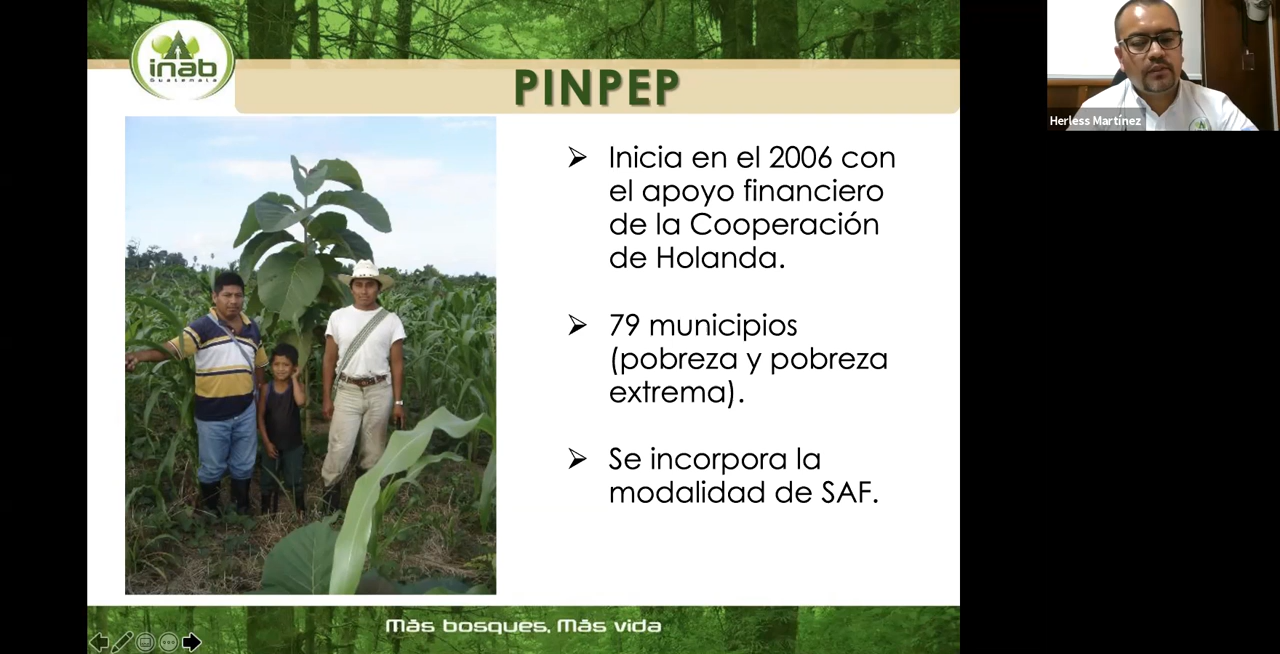 inab
Guatemala
PINPEP
Herless Martínez
➢ Inicia en el 2006 con
el apoyo financiero
de la Cooperación
de Holanda.
➢ 79 municipios
(pobreza y pobreza
extrema).
➢ Se incorpora la
modalidad de SAF.
Más bosques, Más vida